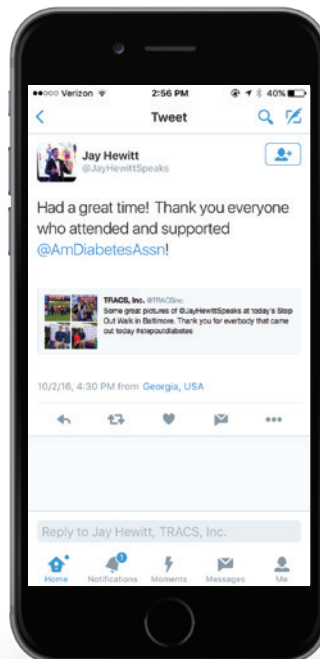 Verizon 2:56 PM 40%
Tweet
Jay Hewitt
@JayHewittSpeaks
Had a great time! Thank you everyone
who attended and supported
@AmDiabetesAssn!
TRACS, Inc. @TRACSinc
Some great pictures of @JayHewittSpeaks at today's Step
Out Walk in Baltimore. Thank you for everbody that came
out today #stepoutdiabetes
10/2/16, 4:30 PM from Georgia, USA
Reply to Jay Hewitt, TRACS, Inc.
1
Home Notifications Moments Messages Me